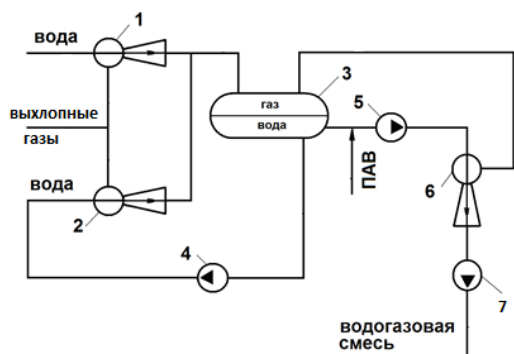 1
вода
3
газ
вода
5
выхлопные
газы
вода
2
ПАВ
6
4
7
водогазовая
смесь